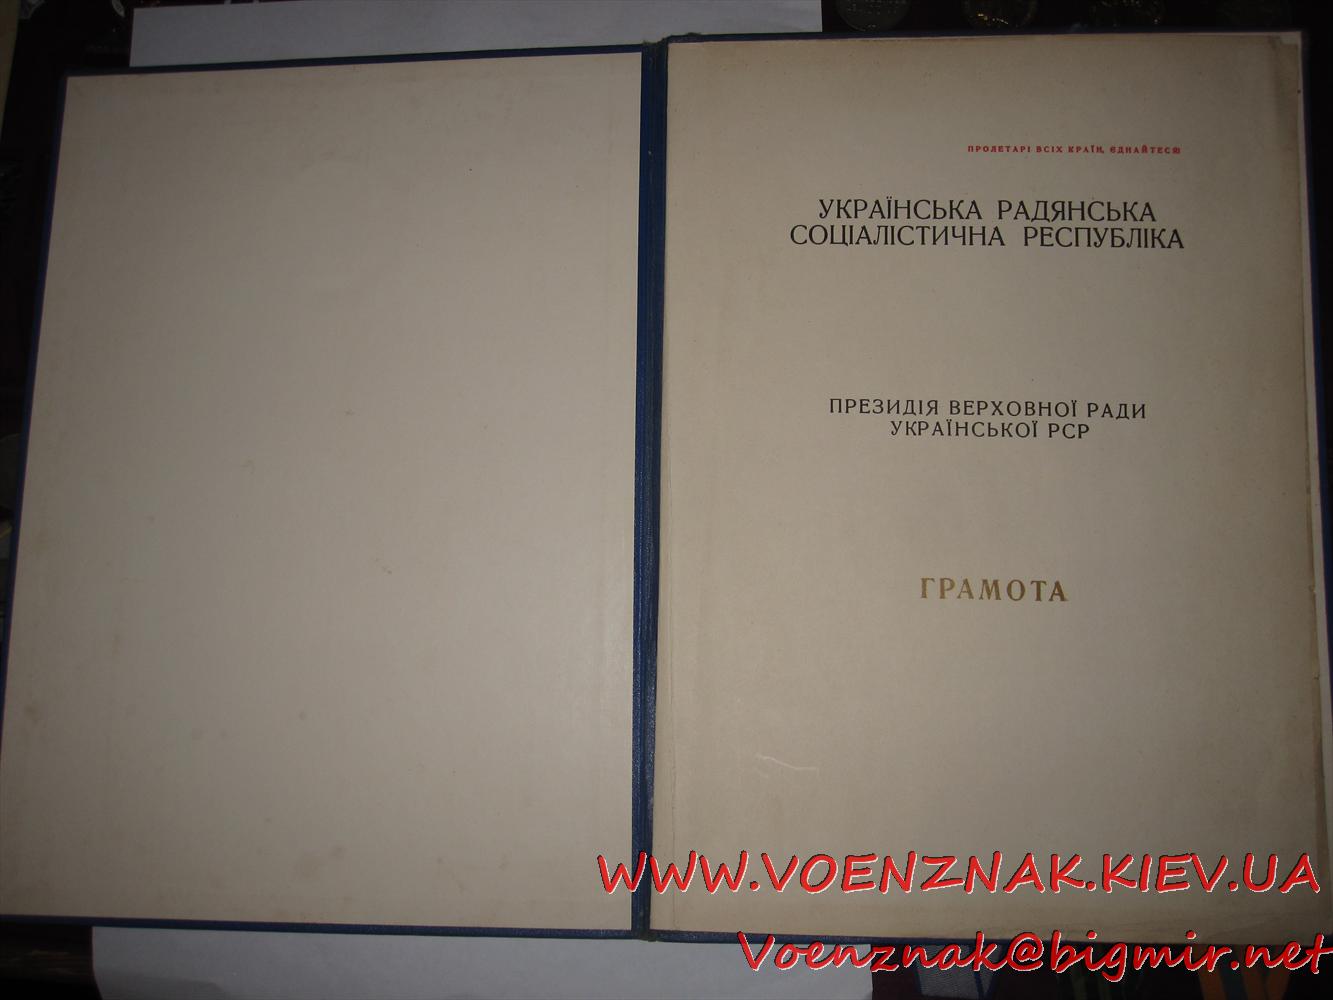 ПРОЛЕТАРІ ВСІХ КРАЇН, ЄДНАЙТЕСЯ!
УКРАЇНСЬКА РАДЯНСЬКА
СОЦІАЛІСТИЧНА РЕСПУБЛІКА
ПРЕЗИДІЯ ВЕРХОВНОЇ РАДИ
УКРАЇНСЬКОЇ РСР
ГРАМОТА
WWW.VOENZNAK.KIEV.UA
Voenznak@bigmir.net